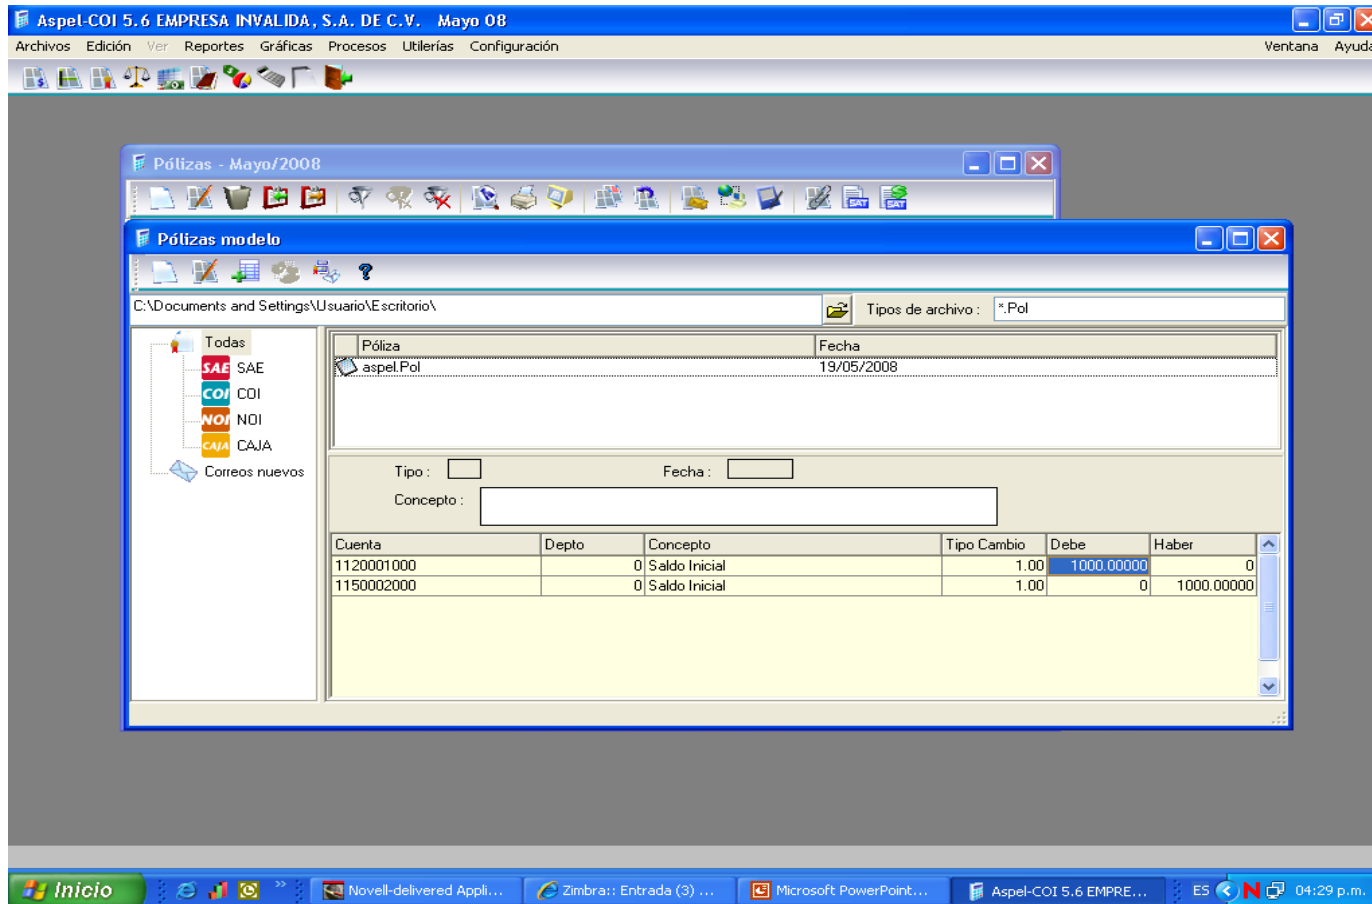 Aspel-COI 5.6 EMPRESA INVALIDA, S.A. DE C.V. Mayo 08
Archivos Edición Ver Reportes Gráficas Procesos Utilerías Configuración Ventana Ayuda
Pólizas - Mayo/2008
SAT SAT
Pólizas modelo
C:\Documents and Settings\Usuario\Escritorio\ Tipos de archivo : *.Pol
Todas
SAE SAE
COI COI
NOI NOI
CAJA CAJA
Correos nuevos
Póliza Fecha
aspel.Pol 19/05/2008
Tipo : Fecha :
Concepto :
Cuenta Depto Concepto Tipo Cambio Debe Haber
1120001000 0 Saldo Inicial 1.00 1000.00000 0
1150002000 0 Saldo Inicial 1.00 0 1000.00000
Inicio Novell-delivered Appli... Zimbra:: Entrada (3) ... Microsoft PowerPoint... Aspel-COI 5.6 EMPRE... ES N 04:29 p.m.